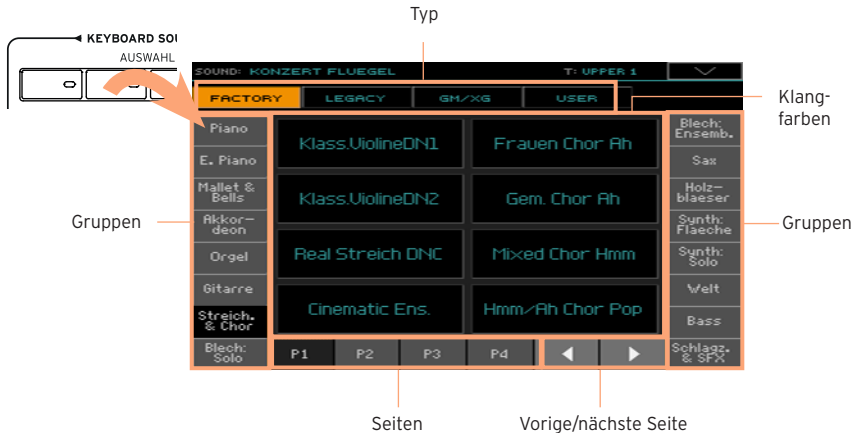 Typ
◄ KEYBOARD SOU
AUSWAHL
SOUND: KONZERT FLUEGEL
T: UPPER 1
FACTORY
LEGACY
GM/XG
USER
Klang-
farben
Gruppen
Piano
E. Piano
Mallet &
Bells
Akkor-
deon
Orgel
Gitarre
Streich.
& Chor
Blech:
Solo
Klass.ViolineDN1
Frauen Chor Ah
Klass.ViolineDN2
Gem. Chor Ah
Real Streich DNC
Mixed Chor Hmm
Cinematic Ens.
Hmm/Ah Chor Pop
Blech:
Ensemb.
Sax
Holz-
blaeser
Synth:
Flaeche
Synth:
Solo
Welt
Bass
Schlagz.
& SFX
Gruppen
P1
P2
P3
P4
Seiten
Vorige/nächste Seite